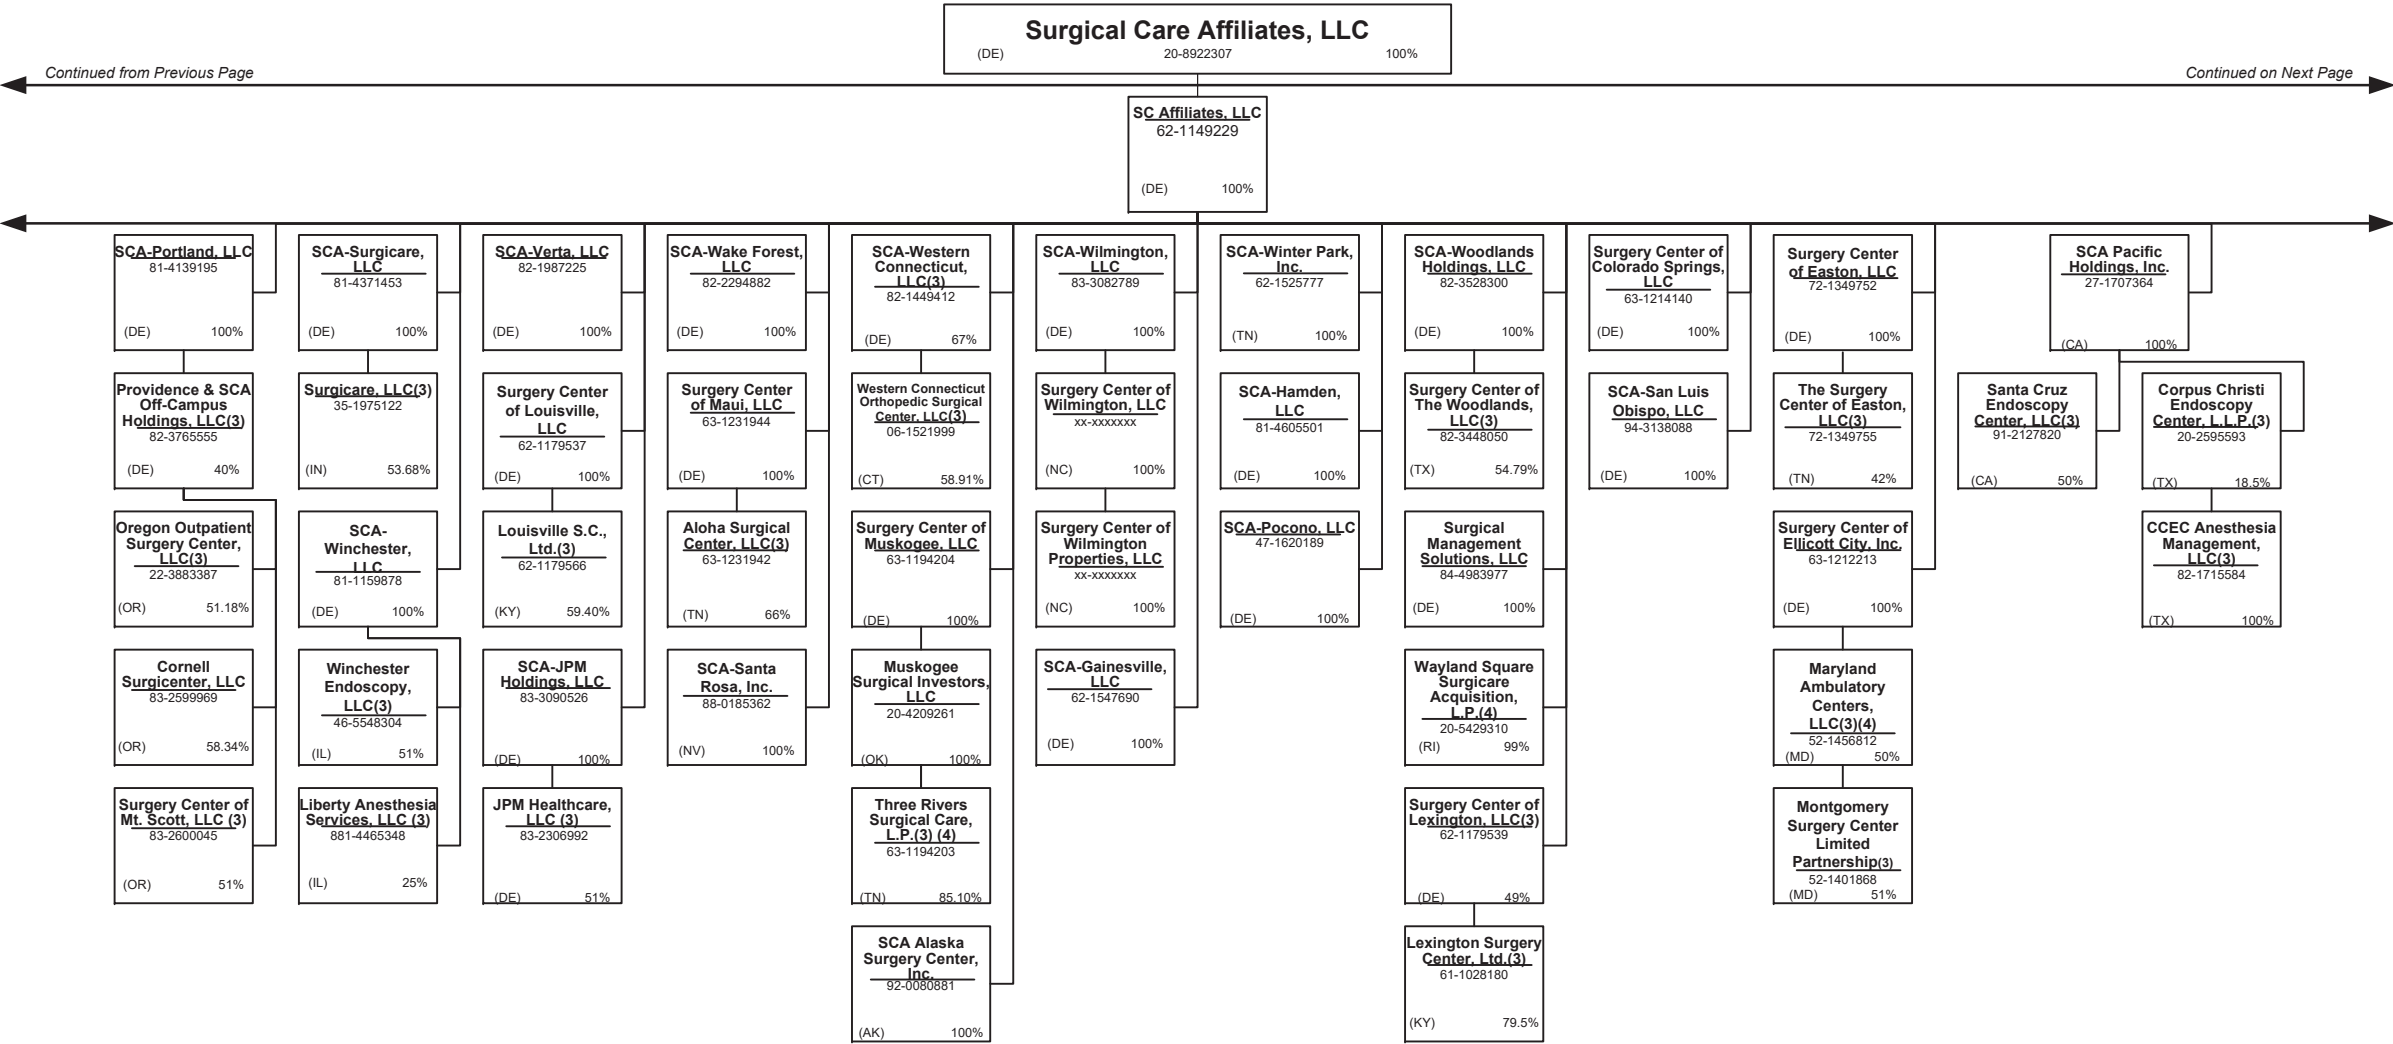 Surgical Care Affiliates, LLC
(DE) 20-8922307 100%
Continued from Previous Page
Continued on Next Page
SC Affiliates, LLC
62-1149229
(DE) 100%
SCA-Portland, LLC
81-4139195
(DE) 100%
SCA-Surgicare,
LLC
81-4371453
(DE) 100%
SCA-Verta, LLC
82-1987225
(DE) 100%
SCA-Wake Forest,
LLC
82-2294882
(DE) 100%
SCA-Western
Connecticut,
LLC(3)
82-1449412
(DE) 67%
SCA-Wilmington,
LLC
83-3082789
(DE) 100%
SCA-Winter Park,
Inc.
62-1525777
(TN) 100%
SCA-Woodlands
Holdings, LLC
82-3528300
(DE) 100%
Surgery Center of
Colorado Springs,
LLC
63-1214140
(DE) 100%
Surgery Center
of Easton, LLC
72-1349752
(DE) 100%
SCA Pacific
Holdings, Inc.
27-1707364
(CA) 100%
Providence & SCA
Off-Campus
Holdings, LLC(3)
82-3765555
(DE) 40%
Surgicare, LLC(3)
35-1975122
(IN) 53.68%
Surgery Center
of Louisville,
LLC
62-1179537
(DE) 100%
Surgery Center
of Maui, LLC
63-1231944
(DE) 100%
Western Connecticut
Orthopedic Surgical
Center, LLC(3)
06-1521999
(CT) 58.91%
Surgery Center of
Wilmington, LLC
xx-xxxxxxx
(NC) 100%
SCA-Hamden,
LLC
81-4605501
(DE) 100%
Surgery Center of
The Woodlands,
LLC(3)
82-3448050
(TX) 54.79%
SCA-San Luis
Obispo, LLC
94-3138088
(DE) 100%
The Surgery
Center of Easton,
LLC(3)
72-1349755
(TN) 42%
Santa Cruz
Endoscopy
Center, LLC(3)
91-2127820
(CA) 50%
Corpus Christi
Endoscopy
Center, L.L.P.(3)
20-2595593
(TX) 18.5%
Oregon Outpatient
Surgery Center,
LLC(3)
22-3883387
(OR) 51.18%
SCA-
Winchester,
LLC
81-1159878
(DE) 100%
Louisville S.C.,
Ltd.(3)
62-1179566
(KY) 59.40%
Aloha Surgical
Center, LLC(3)
63-1231942
(TN) 66%
Surgery Center of
Muskogee, LLC
63-1194204
(DE) 100%
Surgery Center of
Wilmington
Properties, LLC
xx-xxxxxxx
(NC) 100%
SCA-Pocono, LLC
47-1620189
(DE) 100%
Surgical
Management
Solutions, LLC
84-4983977
(DE) 100%
Surgery Center of
Ellicott City, Inc.
63-1212213
(DE) 100%
CCEC Anesthesia
Management,
LLC(3)
82-1715584
(TX) 100%
Cornell
Surgicenter, LLC
83-2599969
(OR) 58.34%
Winchester
Endoscopy,
LLC(3)
46-5548304
(IL) 51%
SCA-JPM
Holdings, LLC
83-3090526
(DE) 100%
SCA-Santa
Rosa, Inc.
88-0185362
(NV) 100%
Muskogee
Surgical Investors,
LLC
20-4209261
(OK) 100%
SCA-Gainesville,
LLC
62-1547690
(DE) 100%
Wayland Square
Surgicare
Acquisition,
L.P.(4)
20-5429310
(RI) 99%
Maryland
Ambulatory
Centers,
LLC(3)(4)
52-1456812
(MD) 50%
Surgery Center of
Mt. Scott, LLC (3)
83-2600045
(OR) 51%
Liberty Anesthesia
Services, LLC (3)
881-4465348
(IL) 25%
JPM Healthcare,
LLC (3)
83-2306992
(DE) 51%
Three Rivers
Surgical Care,
L.P.(3) (4)
63-1194203
(TN) 85.10%
Surgery Center of
Lexington, LLC(3)
62-1179539
(DE) 49%
Montgomery
Surgery Center
Limited
Partnership(3)
52-1401868
(MD) 51%
SCA Alaska
Surgery Center,
Inc.
92-0080881
(AK) 100%
Lexington Surgery
Center, Ltd.(3)
61-1028180
(KY) 79.5%